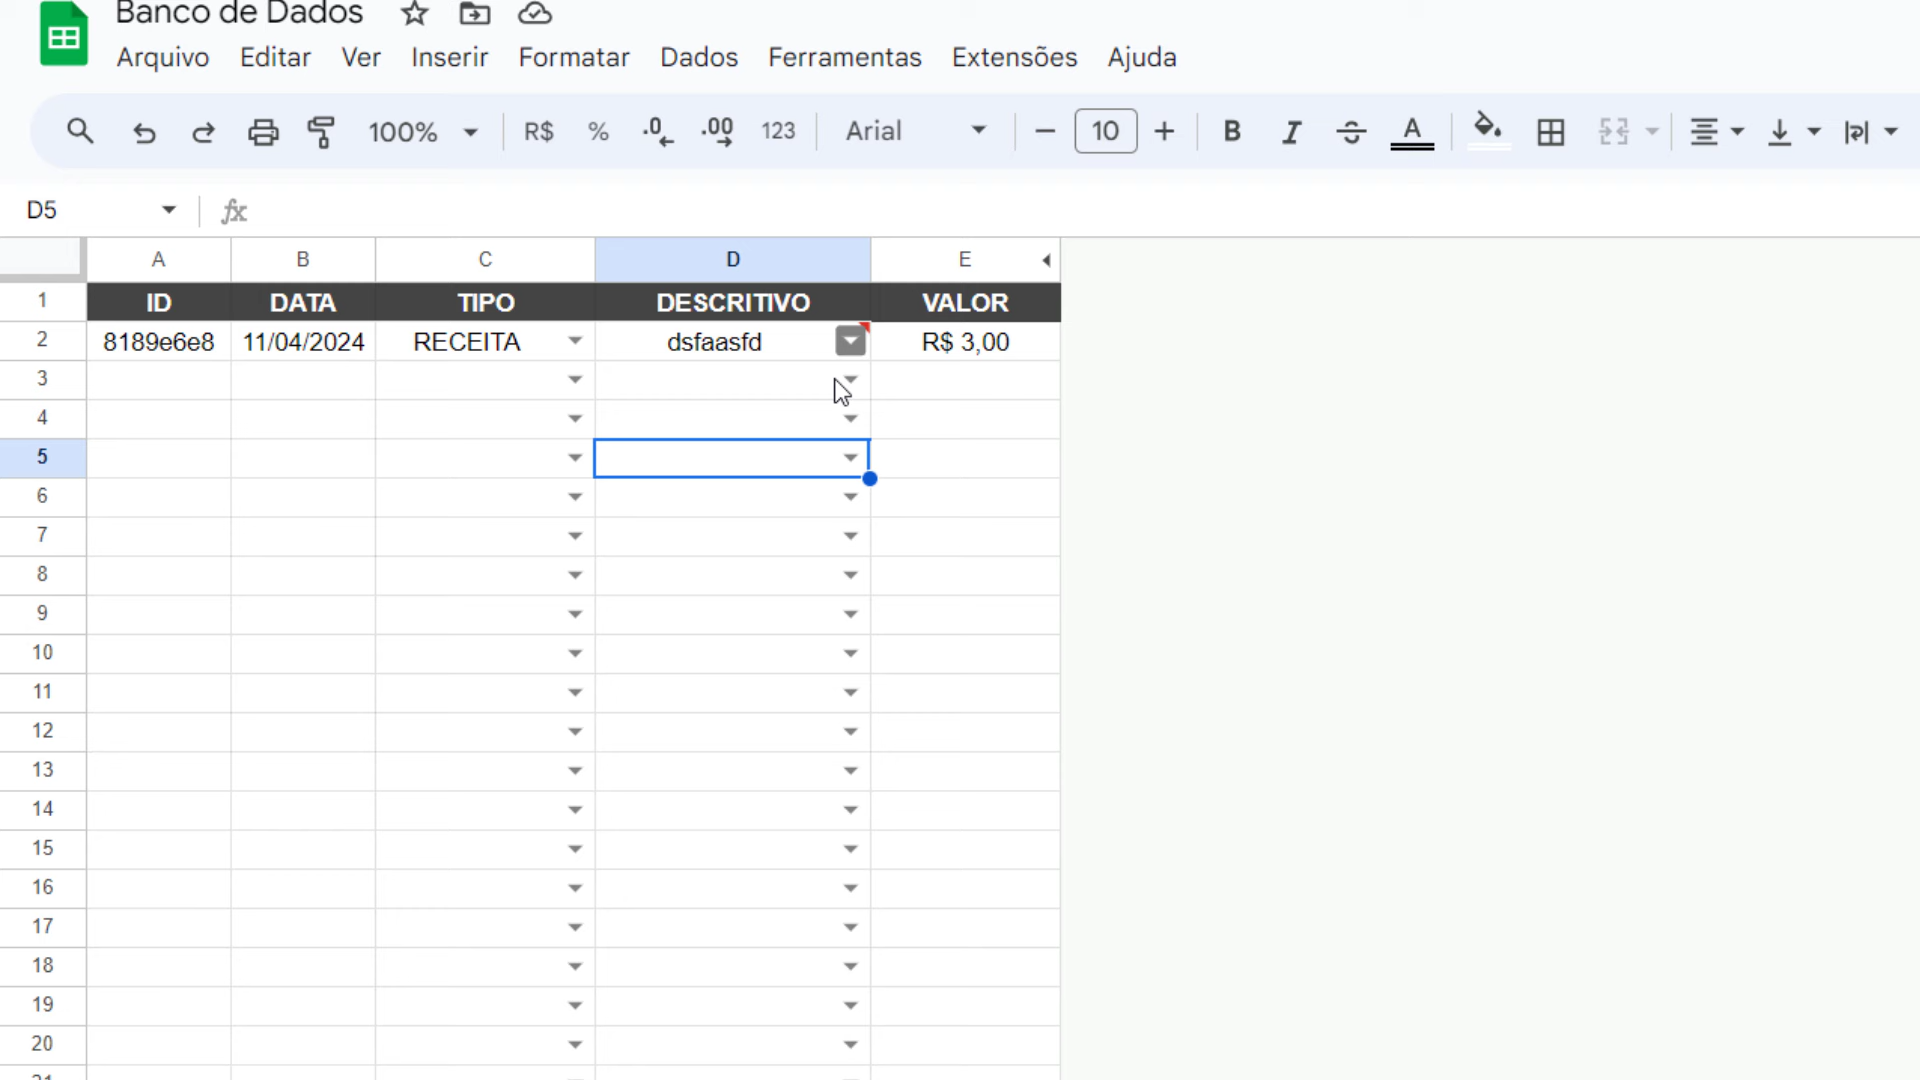 Banco de Dados
Arquivo Editar Ver Inserir Formatar Dados Ferramentas Extensões Ajuda
100% R$ % .0 .00 123 Arial 10 B I A
D5 fx
A B C D E
1 ID DATA TIPO DESCRITIVO VALOR
2 8189e6e8 11/04/2024 RECEITA dsfaasfd R$ 3,00
3
4
5
6
7
8
9
10
11
12
13
14
15
16
17
18
19
20